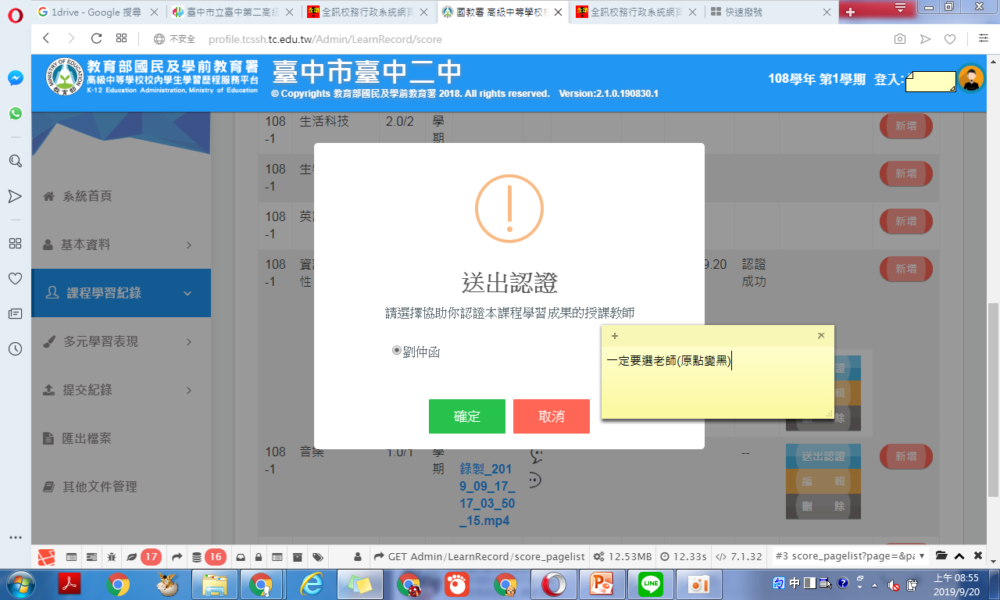 1drive - Google 搜尋
臺中市立臺中第二高級
全訊校務行政系統網頁
國教署 高級中等學校校
全訊校務行政系統網頁
快速撥號
不安全
profile.tcssh.tc.edu.tw/Admin/LearnRecord/score
教育部國民及學前教育署
高級中等學校校內學生學習歷程服務平台
K-12 Education Administration, Ministry of Education
臺中市臺中二中
© Copyrights 教育部國民及學前教育署 2018. All rights reserved. Version:2.1.0.190830.1
108學年 第1學期 登入:
系統首頁
基本資料
課程學習紀錄
多元學習表現
提交紀錄
匯出檔案
其他文件管理
108
-1
生活科技
2.0/2
學
期
新增
108
-1
新增
108
-1
新增
108
-1
性
9.20
認證
成功
新增
送出認證
請選擇協助你認證本課程學習成果的授課教師
劉仲函
確定
取消
一定要選老師(原點變黑)
證
輯
除
108
-1
音樂
1.0/1
學
期
錄製_201
9_09_17_
17_03_50
_15.mp4
--
送出認證
編 輯
刪 除
新增
17
16
GET Admin/LearnRecord/score_pagelist
12.53MB
12.3
7.1.31
#3 score_pagelist?page=&pa
中
上午 08:55
2019/9/20